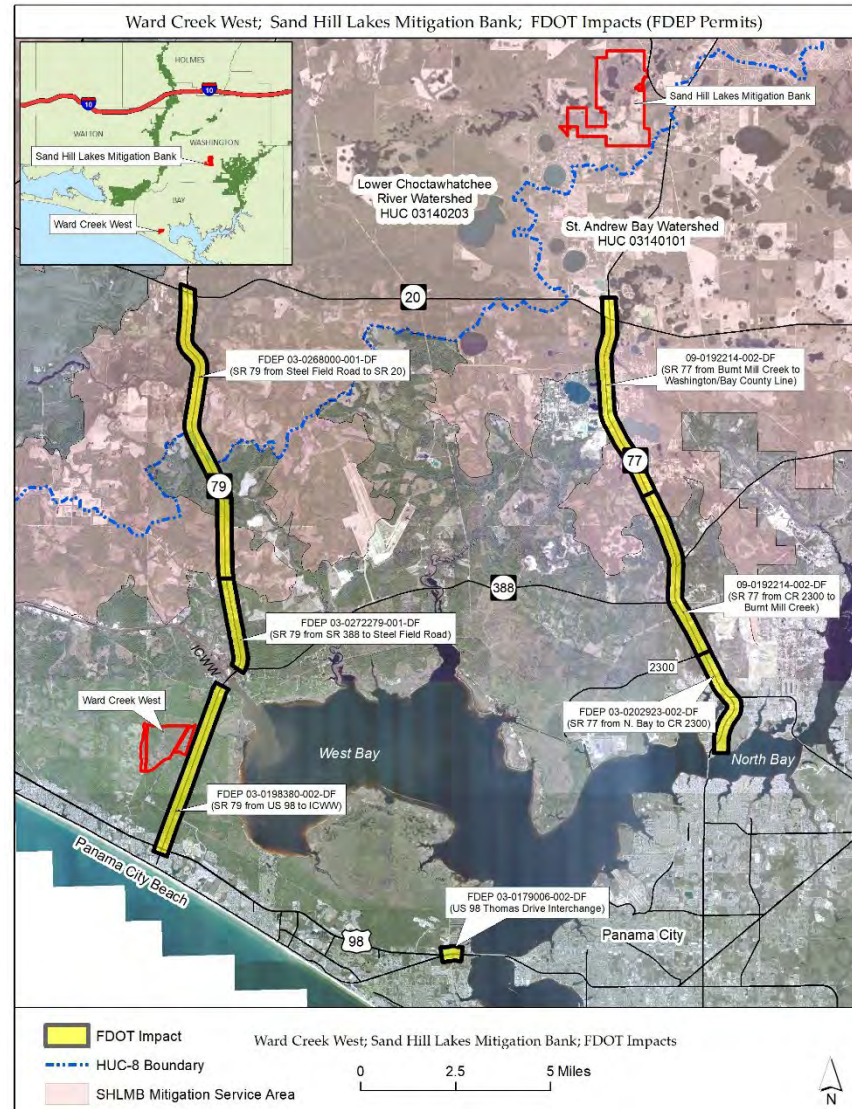 Ward Creek West; Sand Hill Lakes Mitigation Bank; FDOT Impacts (FDEP Permits)
HOLMES
10
10
WALTON
WASHINGTON
Sand Hill Lakes Mitigation Bank
BAY
Ward Creek West
Sand Hill Lakes Mitigation Bank
Lower Choctawhatchee
River Watershed
HUC 03140203
St. Andrew Bay Watershed
HUC 03140101
20
FDEP 03-0268000-001-DF
(SR 79 from Steel Field Road to SR 20)
09-0192214-002-DF
(SR 77 from Burnt Mill Creek to
Washington/Bay County Line)
77
79
388
09-0192214-002-DF
(SR 77 from CR 2300 to
Burnt Mill Creek)
FDEP 03-0272279-001-DF
(SR 79 from SR 388 to Steel Field Road)
ICWW
2300
Ward Creek West
FDEP 03-0202923-002-DF
(SR 77 from N. Bay to CR 2300)
West Bay
North Bay
FDEP 03-0198380-002-DF
(SR 79 from US 98 to ICWW)
Panama City Beach
FDEP 03-0179006-002-DF
(US 98 Thomas Drive Interchange)
98
Panama City
FDOT Impact
HUC-8 Boundary
SHLMB Mitigation Service Area
Ward Creek West; Sand Hill Lakes Mitigation Bank; FDOT Impacts
0 2.5 5 Miles
N